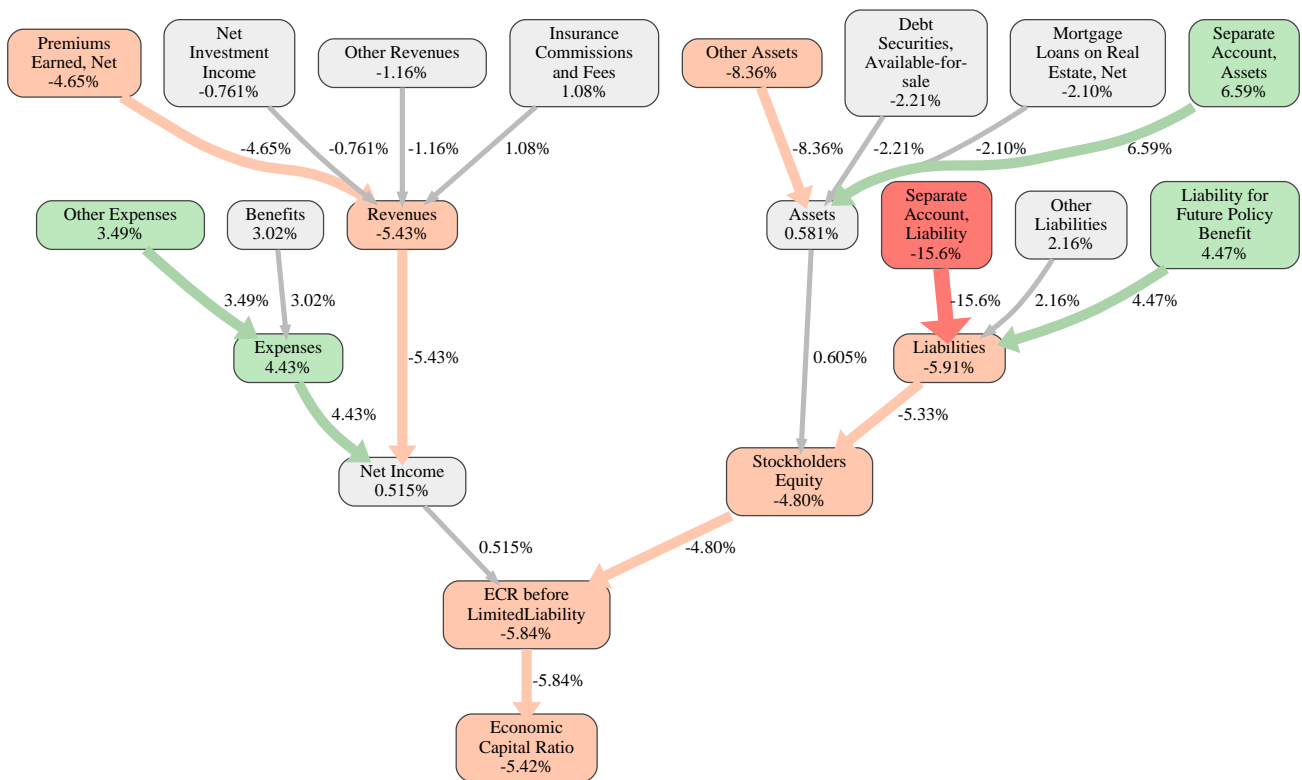 Premiums
Earned, Net
-4.65%
Net
Investment
Income
-0.761%
Other Revenues
-1.16%
Insurance
Commissions
and Fees
1.08%
Other Assets
-8.36%
Debt
Securities,
Available-for-
sale
-2.21%
Mortgage
Loans on Real
Estate, Net
-2.10%
Separate
Account,
Assets
6.59%
-4.65%
-0.761%
-1.16%
1.08%
-8.36%
-2.21%
-2.10%
6.59%
Other Expenses
3.49%
Benefits
3.02%
Revenues
-5.43%
Assets
0.581%
Separate
Account,
Liability
-15.6%
Other
Liabilities
2.16%
Liability for
Future Policy
Benefit
4.47%
3.49%
3.02%
-15.6%
2.16%
4.47%
Expenses
4.43%
-5.43%
0.605%
Liabilities
-5.91%
4.43%
-5.33%
Net Income
0.515%
Stockholders
Equity
-4.80%
0.515%
-4.80%
ECR before
LimitedLiability
-5.84%
-5.84%
Economic
Capital Ratio
-5.42%